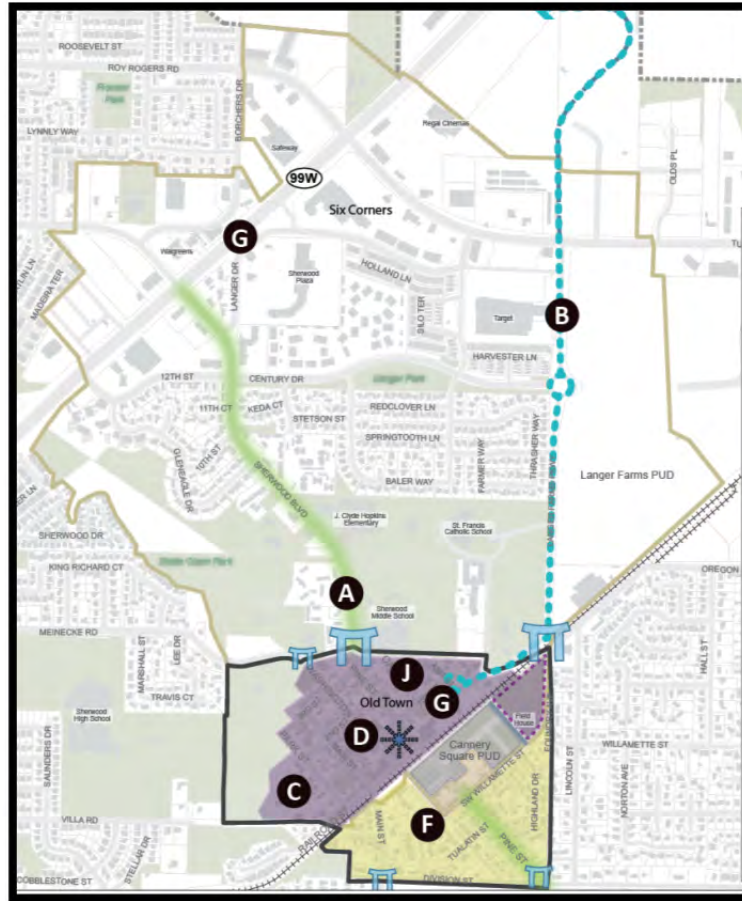 ROOSEVELT ST
ROY ROGERS RD
BORCHERS DR
LYNNLY WAY
Safeway
Regal Cinemas
OLDS PL
99W
Six Corners
G
Walgreens
LANGER DR
Sherwood
Plaza
HOLLAND LN
SILO TER
Target
B
MADEIRA TER
HARVESTER LN
12TH ST
CENTURY DR
Langer Park
11TH CT
KEDA CT
STETSON ST
REDCLOVER LN
10TH ST
SPRINGTOOTH LN
GLENEAGLE DR
FARMER WAY
THRASHER WAY
BALER WAY
Langer Farms PUD
SHERWOOD BLVD
J. Clyde Hopkins
Elementary
St. Francis
Catholic School
SHERWOOD DR
KING RICHARD CT
OREGON
A
Sherwood
Middle School
MEINECKE RD
MARSHALL ST
LEE DR
TRAVIS CT
HALL ST
J
Old Town
G
Sherwood
High School
Field
House
D
Cannery
Square PUD
WILLAMETTE ST
SW WILLAMETTE ST
SAUNDERS DR
C
F
HIGHLAND DR
LINCOLN ST
NORTON AVE
VILLA RD
STELLAR DR
MAIN ST
TUALATIN ST
PINE ST
DIVISION ST
COBBLESTONE ST